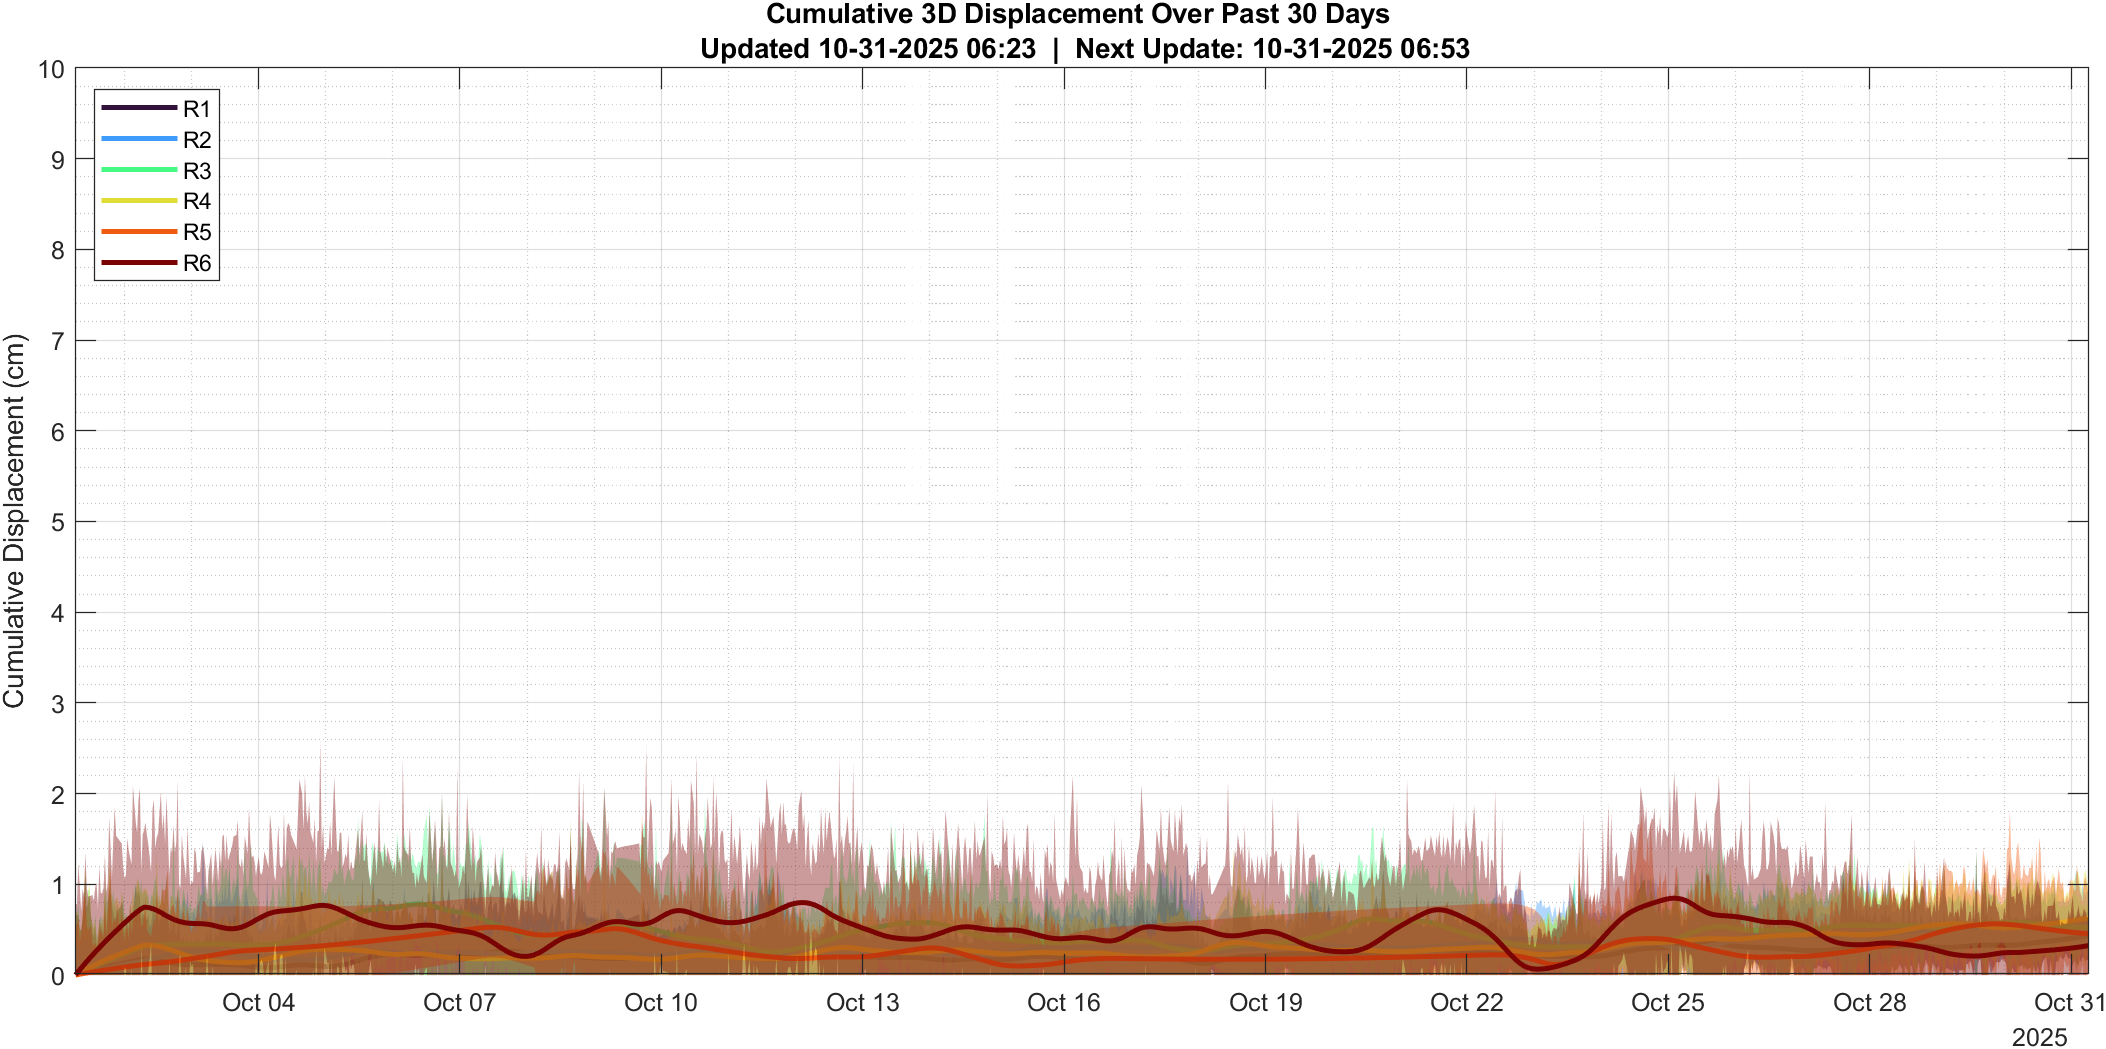 Cumulative 3D Displacement Over Past 30 Days
Updated 10-31-2025 06:23 | Next Update: 10-31-2025 06:53
Cumulative Displacement (cm)
10
9
8
7
6
5
4
3
2
1
0
R1
R2
R3
R4
R5
R6
Oct 04
Oct 07
Oct 10
Oct 13
Oct 16
Oct 19
Oct 22
Oct 25
Oct 28
Oct 31
2025